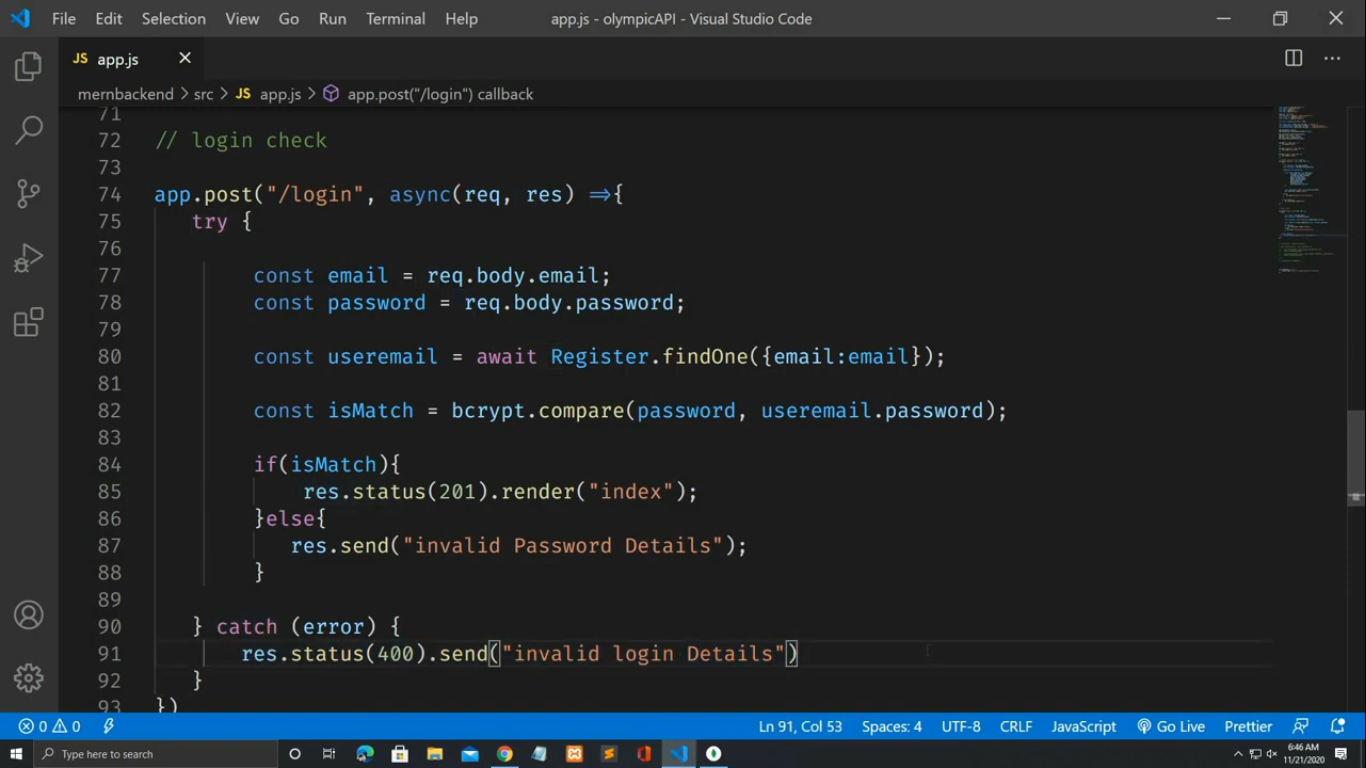 File Edit Selection View Go Run Terminal Help app.js - olympicAPI - Visual Studio Code
JS app.js
mernbackend > src > JS app.js > app.post("/login") callback
71
72 // login check
73
74 app.post("/login", async(req, res) =>{
75 try {
76
77 const email = req.body.email;
78 const password = req.body.password;
79
80 const useremail = await Register.findOne({email:email});
81
82 const isMatch = bcrypt.compare(password, useremail.password);
83
84 if(isMatch){
85 res.status(201).render("index");
86 }else{
87 res.send("invalid Password Details");
88 }
89
90 } catch (error) {
91 res.status(400).send("invalid login Details")
92 }
93 })
0 0 Ln 91, Col 53 Spaces: 4 UTF-8 CRLF JavaScript Go Live Prettier
Type here to search 6:46 AM
11/21/2020